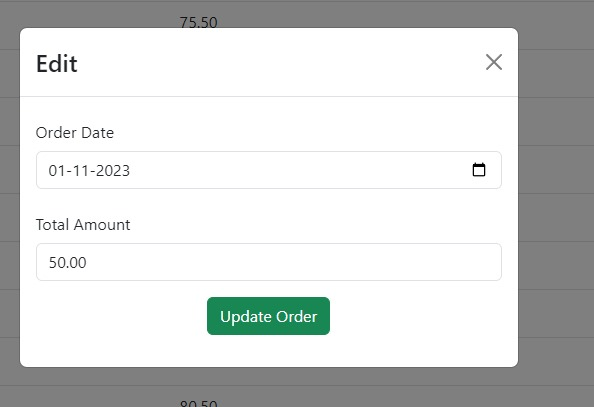 75.50
Edit
Order Date
01-11-2023
Total Amount
50.00
Update Order
80.50